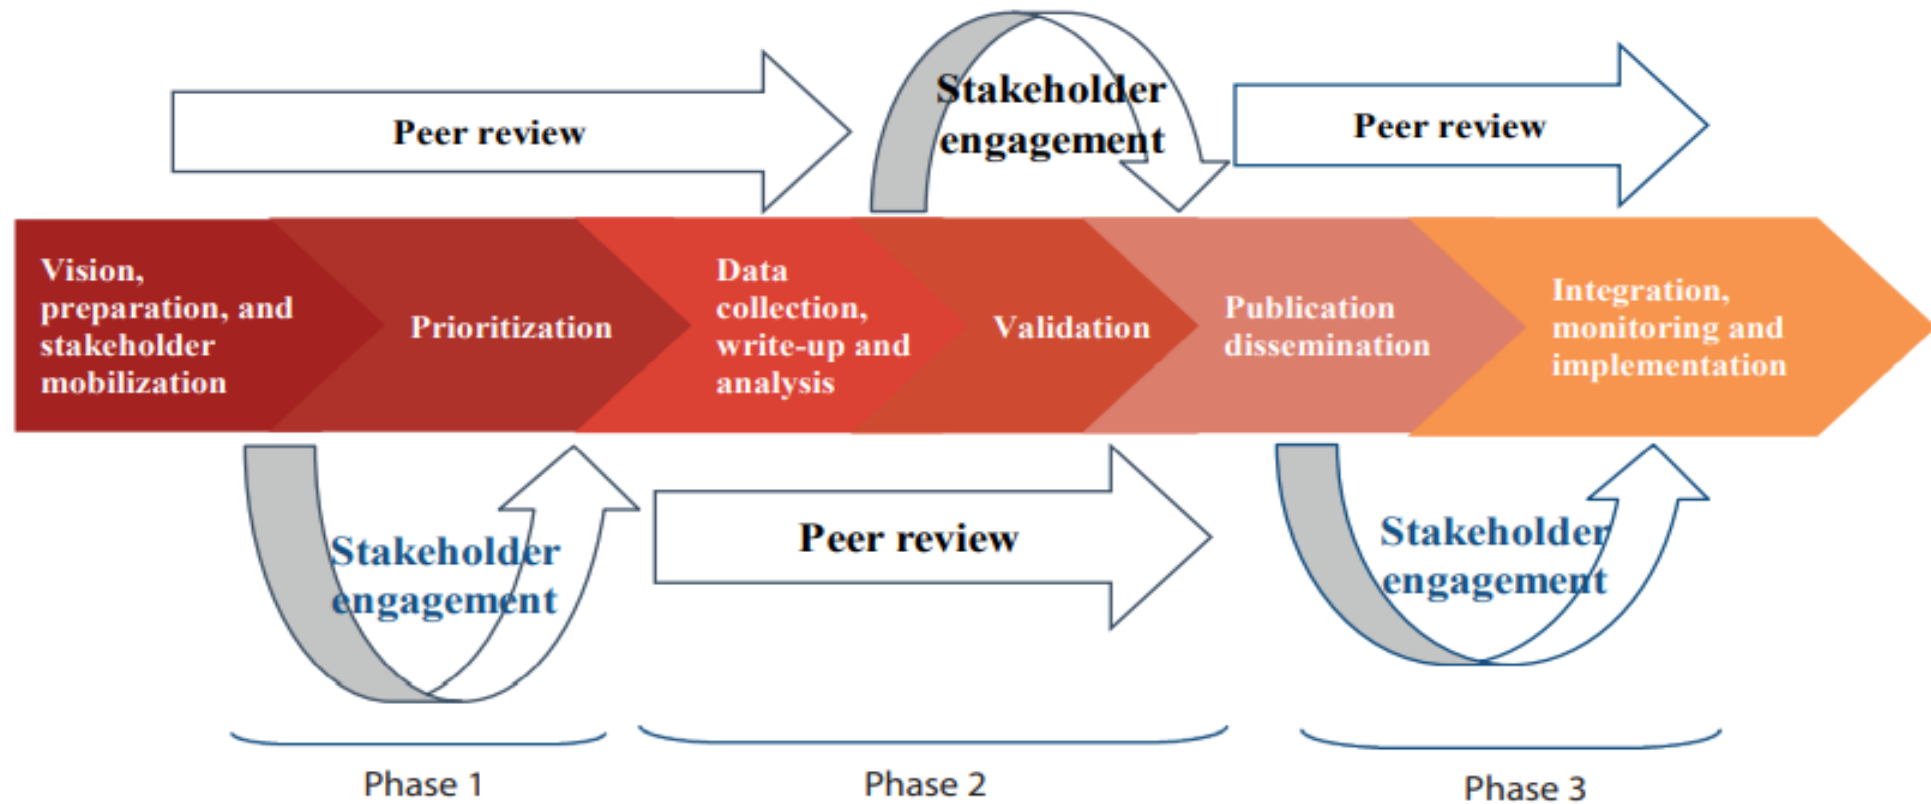 Stakeholder
engagement
Peer review
Peer review
Vision,
preparation, and
stakeholder
mobilization
Prioritization
Data
collection,
write-up and
analysis
Validation
Publication
dissemination
Integration,
monitoring and
implementation
Stakeholder
engagement
Peer review
Stakeholder
engagement
Phase 1
Phase 2
Phase 3